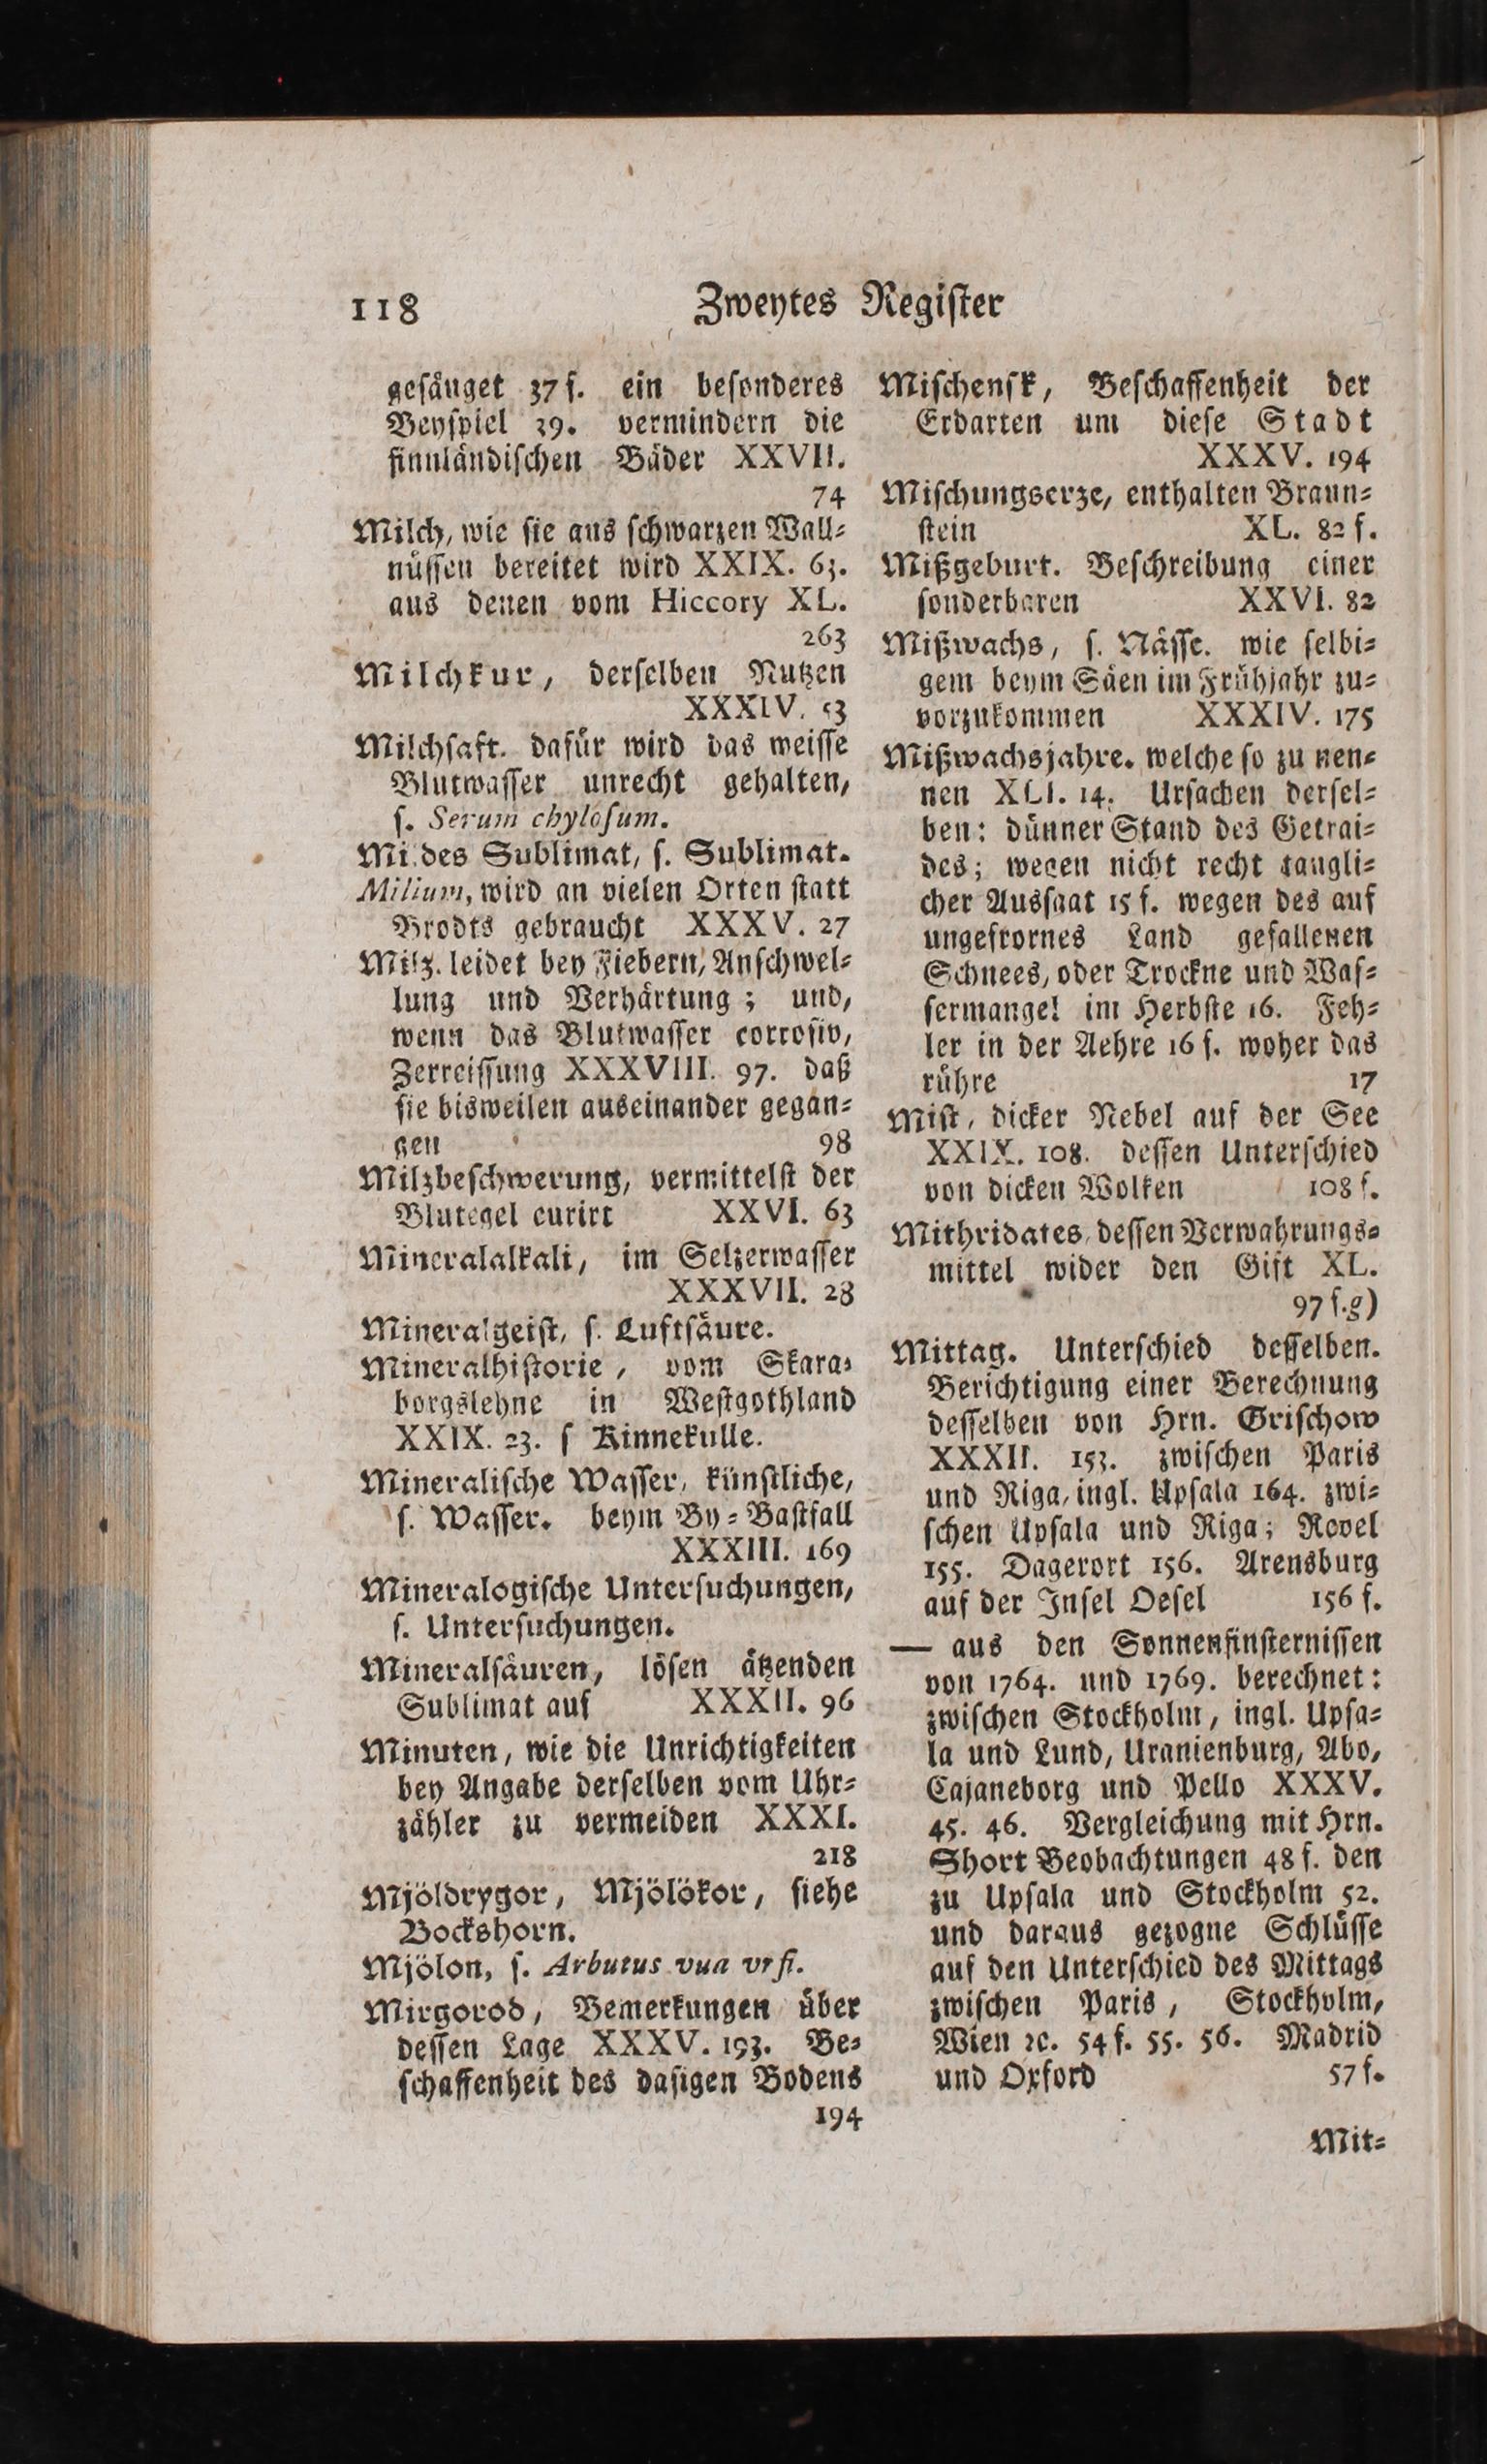 118 Zweytes Regiſter
geſäuget 37 f. ein beſonderes
Beyſpiel 39. vermindern die
finnländiſchen Bäder XXVII.
74
Milch, wie ſie aus ſchwarzen Wall-
nüſſen bereitet wird XXIX. 63.
aus denen vom Hiccory XL.
263
Milchkur, derſelben Nutzen
XXXIV. 53
Milchſaft. dafür wird das weiſſe
Blutwaſſer unrecht gehalten,
ſ. Serum chyloſum.
Mi des Sublimat, ſ. Sublimat.
Milium, wird an vielen Orten ſtatt
Brodts gebraucht XXXV. 27
Milz. leidet bey Fiebern, Anſchwel-
lung und Verhärtung; und,
wenn das Blutwaſſer corroſiv,
Zerreiſſung XXXVIII. 97. daß
ſie bisweilen auseinander gegan-
gen 98
Milzbeſchwerung, vermittelſt der
Blutegel curirt XXVI. 63
Mineralalkali, im Selzerwaſſer
XXXVII. 28
Mineralgeiſt, ſ. Luftſäure.
Mineralhiſtorie, vom Skara-
borgslehne in Weſtgothland
XXIX. 23. ſ Kinnekulle.
Mineraliſche Waſſer, künſtliche,
ſ. Waſſer. beym By-Baſtfall
XXXIII. 169
Mineralogiſche Unterſuchungen,
ſ. Unterſuchungen.
Mineralſäuren, löſen ätzenden
Sublimat auf XXXII. 96
Minuten, wie die Unrichtigkeiten
bey Angabe derſelben vom Uhr-
zähler zu vermeiden XXXI.
218
Mjöldrygor, Mjölökor, ſiehe
Bockshorn.
Mjölon, ſ. Arbutus vua vrſi.
Mirgorod, Bemerkungen über
deſſen Lage XXXV. 193. Be-
ſchaffenheit des daſigen Bodens
194
Miſchenſk, Beſchaffenheit der
Erdarten um dieſe Stadt
XXXV. 194
Miſchungserze, enthalten Braun-
ſtein XL. 82 f.
Mißgeburt. Beſchreibung einer
ſonderbaren XXVI. 82
Mißwachs, ſ. Näſſe. wie ſelbi-
gem beym Säen im Frühjahr zu-
vorzukommen XXXIV. 175
Mißwachsjahre. welche ſo zu nen-
nen XLI. 14. Urſachen derſel-
ben: dünner Stand des Getrai-
des; wegen nicht recht taugli-
cher Ausſaat 15 f. wegen des auf
ungefrornes Land gefallenen
Schnees, oder Trockne und Waſ-
ſermangel im Herbſte 16. Feh-
ler in der Aehre 16 f. woher das
rühre 17
Miſt, dicker Nebel auf der See
XXIX. 108. deſſen Unterſchied
von dicken Wolken 108 f.
Mithridates, deſſen Verwahrungs-
mittel wider den Gift XL.
97 f. g)
Mittag. Unterſchied deſſelben.
Berichtigung einer Berechnung
deſſelben von Hrn. Griſchow
XXXII. 153. zwiſchen Paris
und Riga, ingl. Upſala 164. zwi-
ſchen Upſala und Riga; Revel
155. Dagerort 156. Arensburg
auf der Inſel Oeſel 156 f.
— aus den Sonnenfinſterniſſen
von 1764. und 1769. berechnet:
zwiſchen Stockholm, ingl. Upſa-
la und Lund, Uranienburg, Abo,
Cajaneborg und Pello XXXV.
45. 46. Vergleichung mit Hrn.
Short Beobachtungen 48 f. den
zu Upſala und Stockholm 52.
und daraus gezogne Schlüſſe
auf den Unterſchied des Mittags
zwiſchen Paris, Stockholm,
Wien ꝛc. 54 f. 55. 56. Madrid
und Oxford 57 f.
Mit-